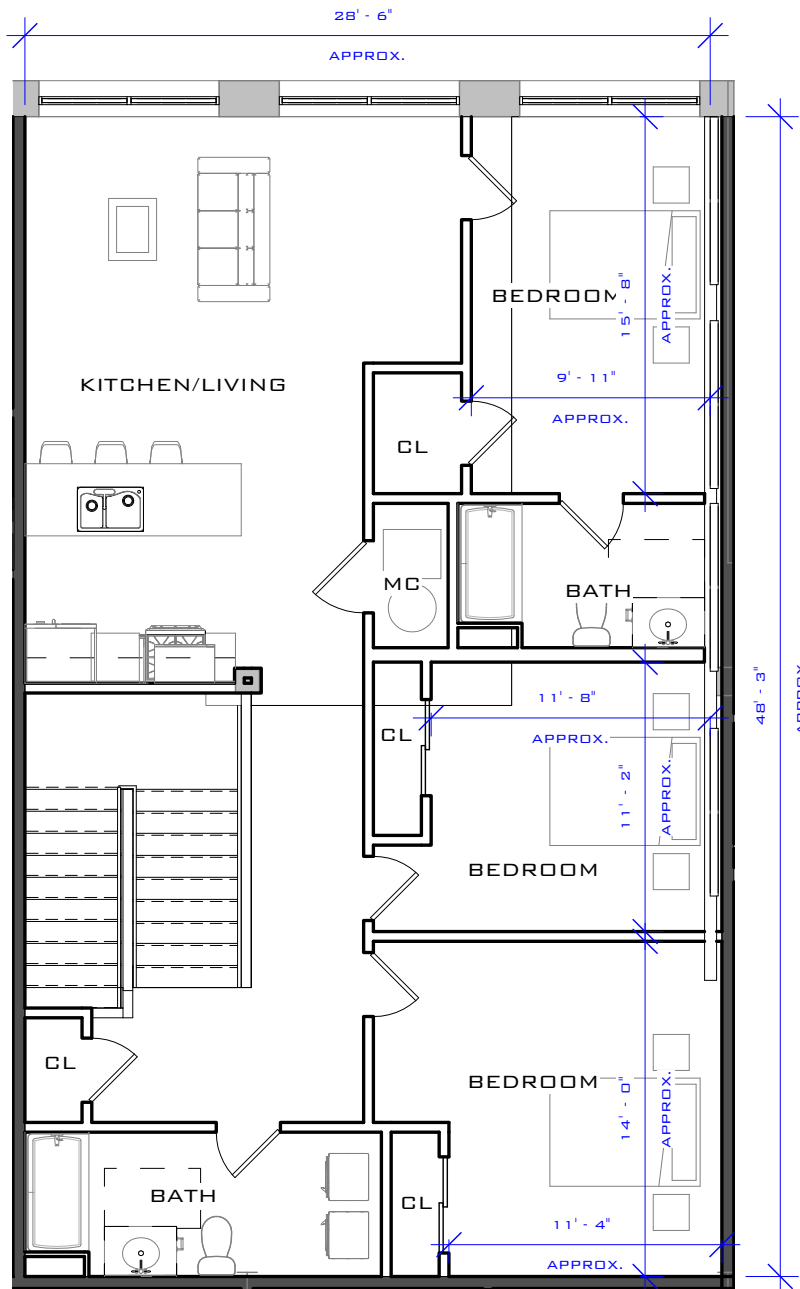 28' - 6"
APPROX.
BEDROOM
15' - 8"
APPROX.
KITCHEN/LIVING
9' - 11"
APPROX.
CL
MC
BATH
48' - 3"
APPROX.
11' - 8"
CL
APPROX.
11' - 2"
APPROX.
BEDROOM
CL
BEDROOM
14' - 0"
APPROX.
BATH
CL
11' - 4"
APPROX.